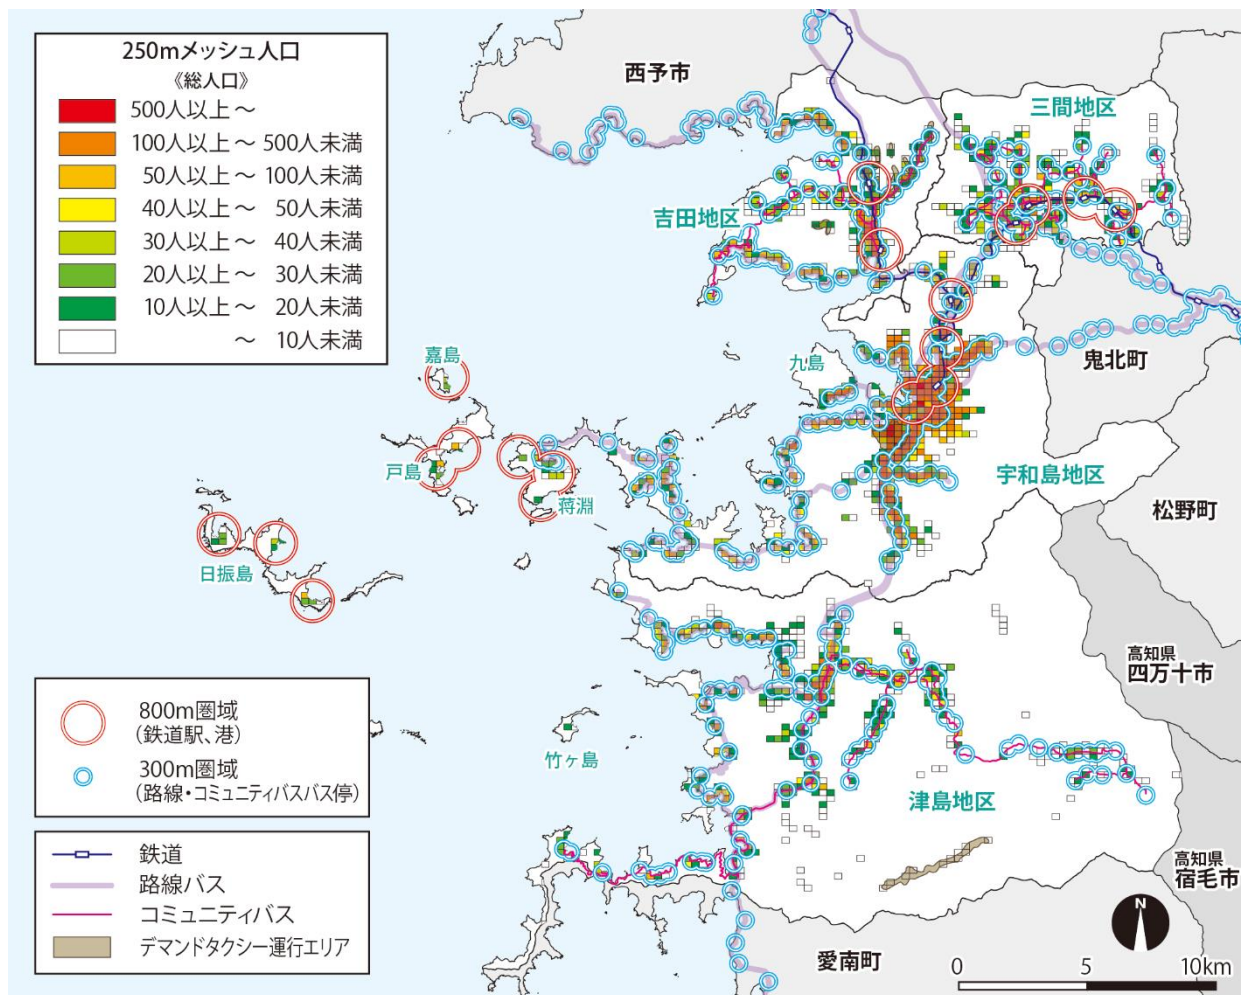 250mメッシュ人口
《総人口》
500人以上~
100人以上~500人未満
50人以上~100人未満
40人以上~ 50人未満
30人以上~ 40人未満
20人以上~ 30人未満
10人以上~ 20人未満
~ 10人未満
西予市
三間地区
吉田地区
鬼北町
嘉島
九島
戸島
蒋淵
宇和島地区
松野町
日振島
高知県
四万十市
竹ヶ島
津島地区
高知県
宿毛市
愛南町
800m圏域
(鉄道駅、港)
300m圏域
(路線・コミュニティバスバス停)
鉄道
路線バス
コミュニティバス
デマンドタクシー運行エリア
N
0 5 10km